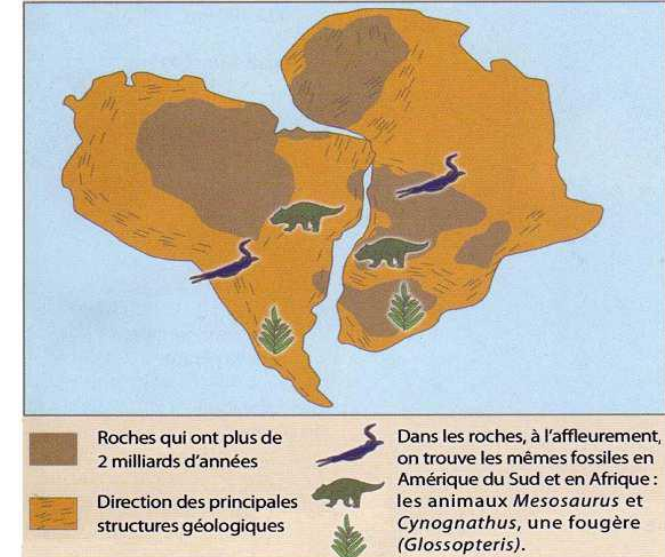 Roches qui ont plus de
2 milliards d'années
Direction des principales
structures géologiques
Dans les roches, à l'affleurement,
on trouve les mêmes fossiles en
Amérique du Sud et en Afrique :
les animaux Mesosaurus et
Cynognathus, une fougère
(Glossopteris).